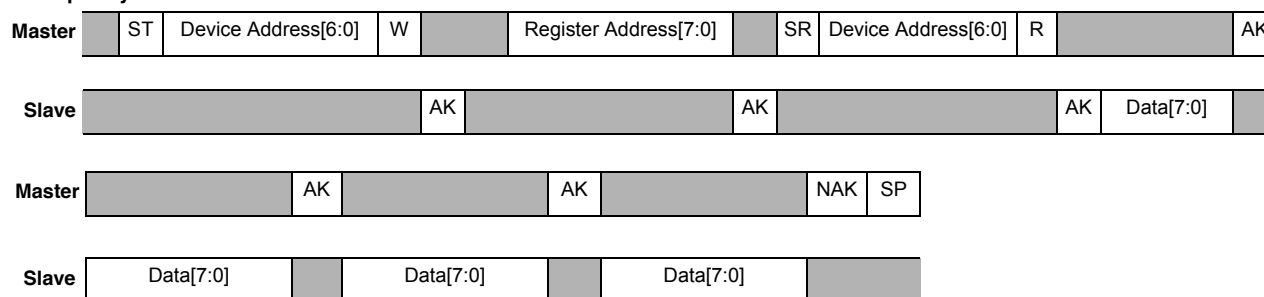 Master ST Device Address[6:0] W Register Address[7:0] SR Device Address[6:0] R AK
Slave AK AK AK Data[7:0]
Master AK AK NAK SP
Slave Data[7:0] Data[7:0] Data[7:0]